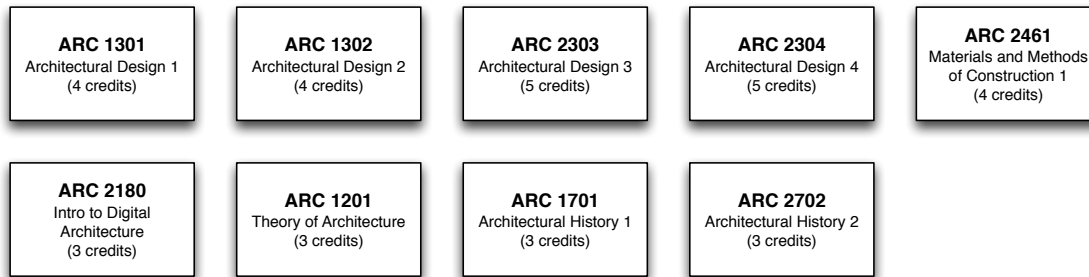 ARC 1301
Architectural Design 1
(4 credits)
ARC 1302
Architectural Design 2
(4 credits)
ARC 2303
Architectural Design 3
(5 credits)
ARC 2304
Architectural Design 4
(5 credits)
ARC 2461
Materials and Methods
of Construction 1
(4 credits)
ARC 2180
Intro to Digital
Architecture
(3 credits)
ARC 1201
Theory of Architecture
(3 credits)
ARC 1701
Architectural History 1
(3 credits)
ARC 2702
Architectural History 2
(3 credits)